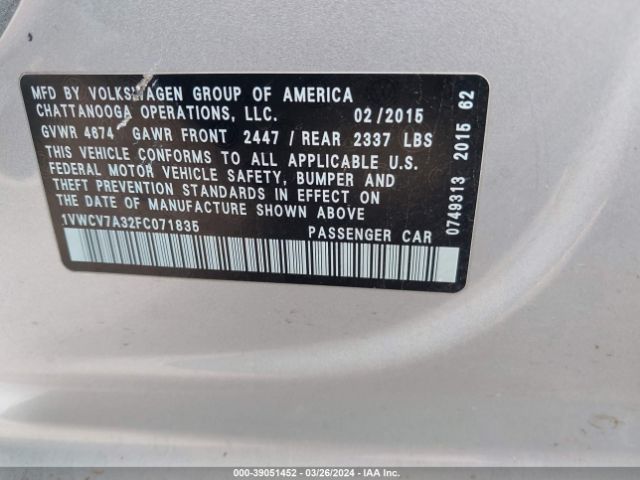 MFD BY VOLKSWAGEN GROUP OF AMERICA
CHATTANOOGA OPERATIONS, LLC. 02/2015
GVWR 4674 GAWR FRONT 2447 / REAR 2337 LBS
THIS VEHICLE CONFORMS TO ALL APPLICABLE U.S.
FEDERAL MOTOR VEHICLE SAFETY, BUMPER AND
THEFT PREVENTION STANDARDS IN EFFECT ON
THE DATE OF MANUFACTURE SHOWN ABOVE
1VWCV7A32FC071835
PASSENGER CAR
0749313 2015 62
000-39051452 - 03/26/2024 - IAA Inc.